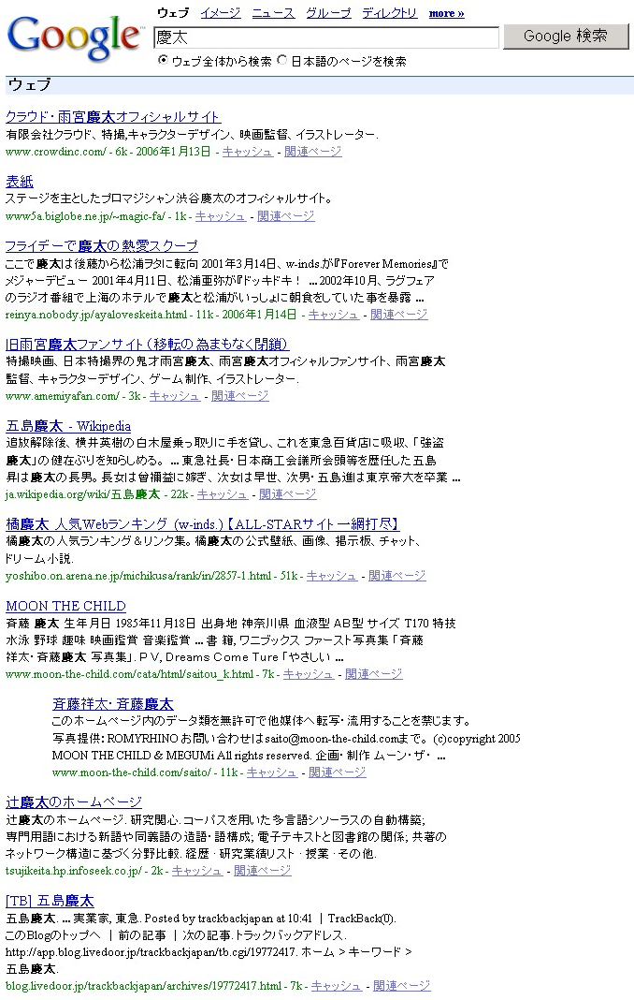 Google™
ウェブ イメージ ニュース グループ ディレクトリ more »
慶太 Google 検索
ウェブ全体から検索 日本語のページを検索
ウェブ
クラウド・雨宮慶太オフィシャルサイト
有限会社クラウド、特撮,キャラクターデザイン、映画監督、イラストレーター.
www.crowdinc.com/ - 6k - 2006年1月13日 - キャッシュ - 関連ページ
表紙
ステージを主としたプロマジシャン渋谷慶太のオフィシャルサイト。
www5a.biglobe.ne.jp/~magic-fa/ - 1k - キャッシュ - 関連ページ
フライデーで慶太の熱愛スクープ
ここで慶太は後藤から松浦ヲタに転向 2001年3月14日、w-inds.が『Forever Memories』で
メジャーデビュー 2001年4月11日、松浦亜弥が『ドッキドキ！ ... 2002年10月、ラグフェア
のラジオ番組で上海のホテルで慶太と松浦がいっしょに朝食をしていた事を暴露 ...
reinya.nobody.jp/ayaloveskeita.html - 11k - 2006年1月14日 - キャッシュ - 関連ページ
旧雨宮慶太ファンサイト（移転の為まもなく閉鎖）
特撮映画、日本特撮界の鬼才雨宮慶太、雨宮慶太オフィシャルファンサイト、雨宮慶太
監督、キャラクターデザイン、ゲーム制作、イラストレーター.
www.amemiyafan.com/ - 3k - キャッシュ - 関連ページ
五島慶太 - Wikipedia
追放解除後、横井英樹の白木屋乗っ取りに手を貸し、これを東急百貨店に吸収、「強盗
慶太」の健在ぶりを知らしめる。 ... 東急社長・日本商工会議所会頭等を歴任した五島
昇は慶太の長男。長女は曾禰益に嫁ぎ、次女は早世、次男・五島進は東京帝大を卒業 ...
ja.wikipedia.org/wiki/五島慶太 - 22k - キャッシュ - 関連ページ
橘慶太 人気Webランキング (w-inds.)【ALL-STARサイト一網打尽】
橘慶太の人気ランキング＆リンク集。橘慶太の公式壁紙、画像、掲示板、チャット、
ドリーム小説.
yoshibo.on.arena.ne.jp/michikusa/rank/in/2857-1.html - 51k - キャッシュ - 関連ページ
MOON THE CHILD
斉藤 慶太 生年月日 1985年11月18日 出身地 神奈川県 血液型 AB型 サイズ T170 特技
水泳 野球 趣味 映画鑑賞 音楽鑑賞 ... 書 籍, ワニブックス ファースト写真集「斉藤
祥太・斉藤慶太 写真集」. ＰＶ, Dreams Come Ture「やさしい ...
www.moon-the-child.com/cata/html/saitou_k.html - 7k - キャッシュ - 関連ページ
斉藤祥太・斉藤慶太
このホームページ内のデータ類を無許可で他媒体へ転写・流用することを禁じます。
写真提供：ROMYRHINO お問い合わせはsaito@moon-the-child.comまで。 (c)copyright 2005
MOON THE CHILD & MEGUMi All rights reserved. 企画・制作 ムーン・ザ・ ...
www.moon-the-child.com/saito/ - 11k - キャッシュ - 関連ページ
辻慶太のホームページ
辻慶太のホームページ. 研究関心. コーパスを用いた多言語シソーラスの自動構築;
専門用語における新語や同義語の造語・語構成; 電子テキストと図書館の関係; 共著の
ネットワーク構造に基づく分野比較. 経歴 · 研究業績リスト · 授業 · その他.
tsujikeita.hp.infoseek.co.jp/ - 2k - キャッシュ - 関連ページ
[TB] 五島慶太
五島慶太. ... 実業家, 東急. Posted by trackbackjapan at 10:41 ｜TrackBack(0).
このBlogのトップへ ｜前の記事 ｜次の記事. トラックバックアドレス.
http://app.blog.livedoor.jp/trackbackjapan/tb.cgi/19772417. ホーム > キーワード >
五島慶太.
blog.livedoor.jp/trackbackjapan/archives/19772417.html - 7k - キャッシュ - 関連ページ